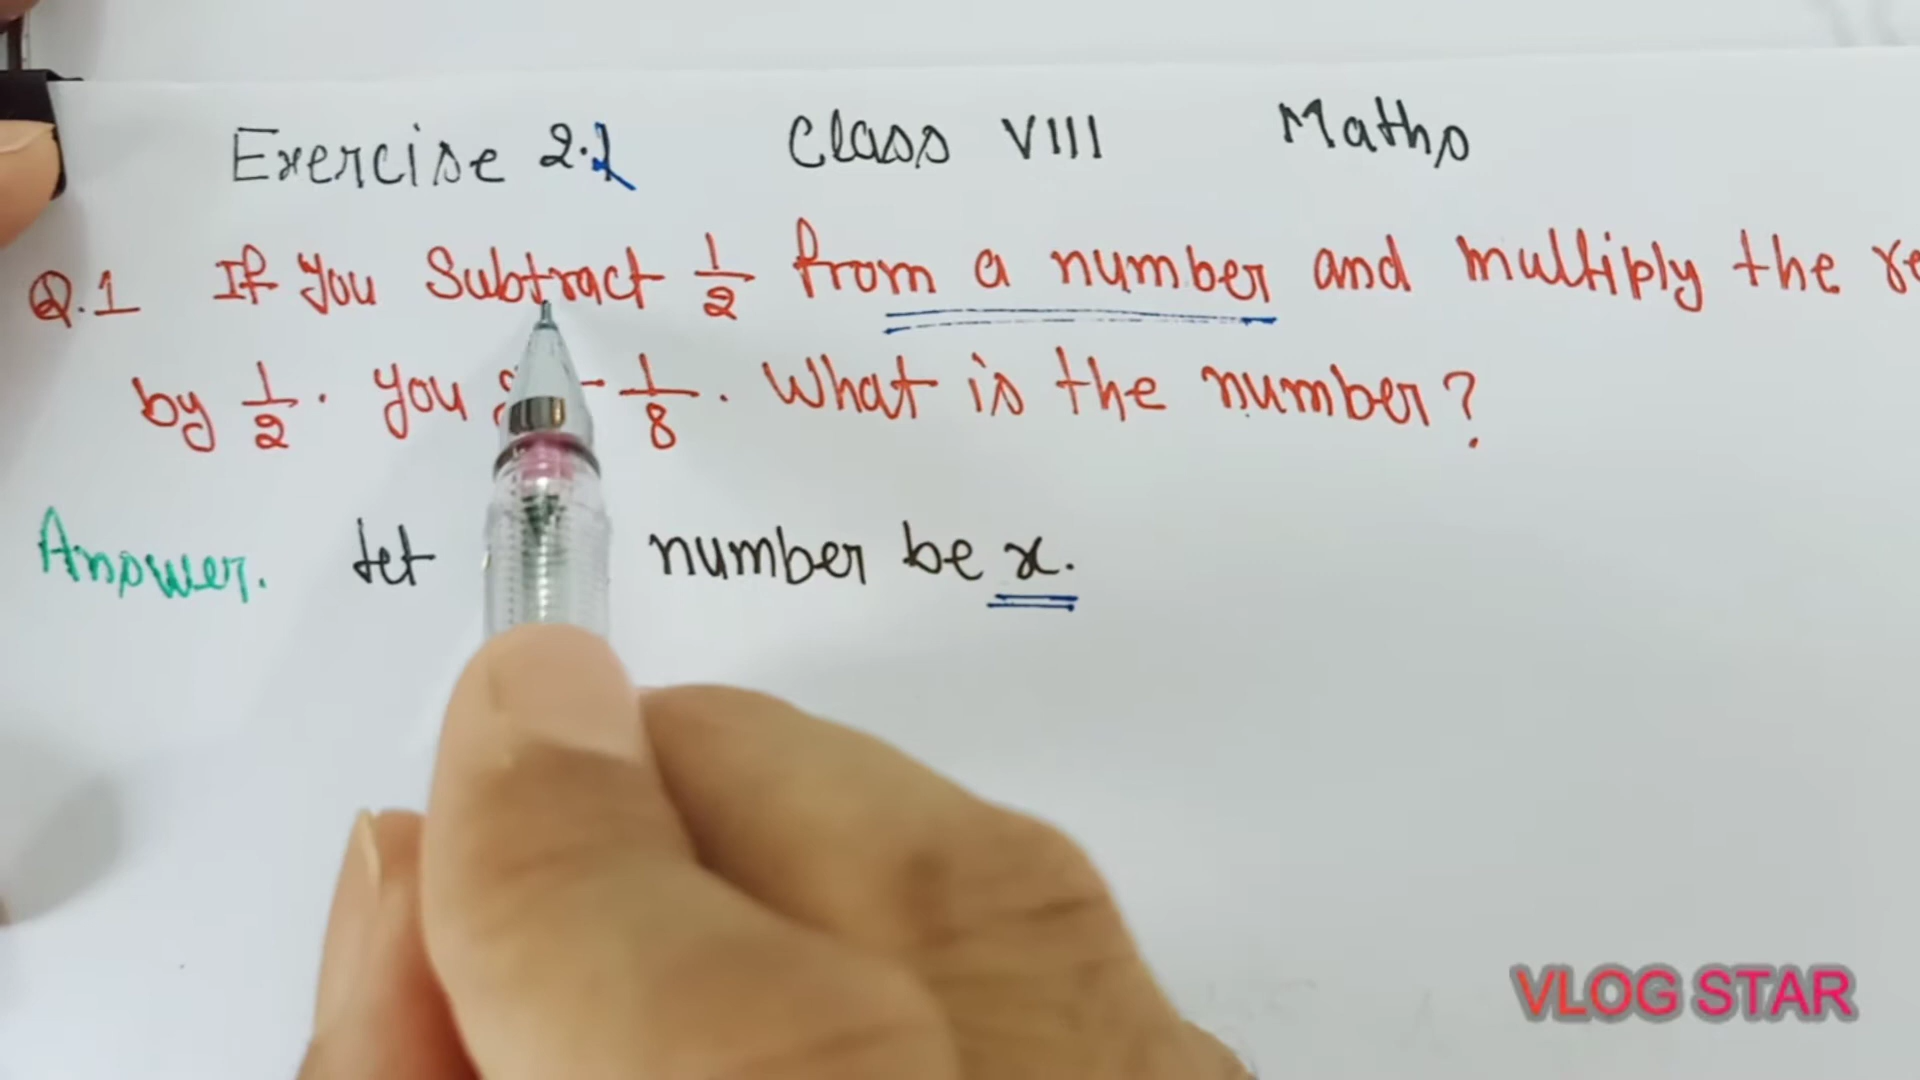 Exercise 2.2 Class VIII Maths
Q.1 If you Subtract 1/2 from a number and multiply the
by 1/2. you 1/8. What is the number?
Answer. Let number be x.
VLOG STAR